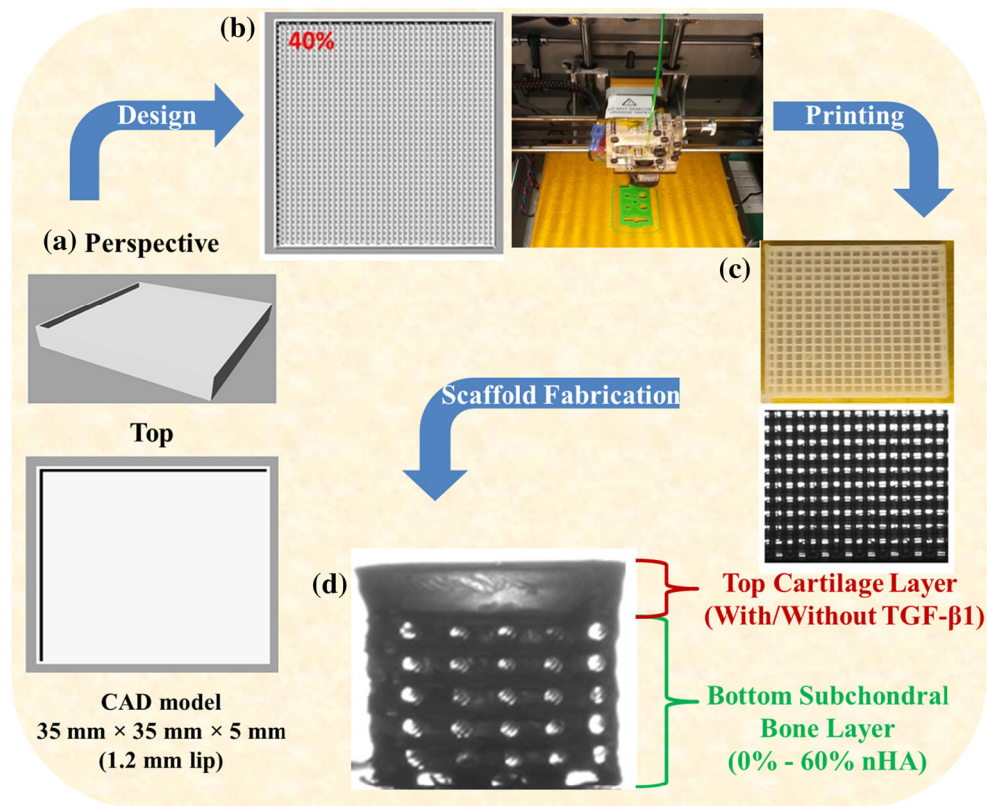 (b)
40%
Design
Printing
(a) Perspective
(c)
Scaffold Fabrication
Top
(d)
Top Cartilage Layer
(With/Without TGF-β1)
CAD model
35 mm × 35 mm × 5 mm
(1.2 mm lip)
Bottom Subchondral
Bone Layer
(0% - 60% nHA)